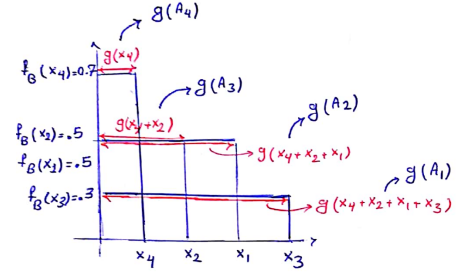 g(A₄)
g(x₄)
f_B(x₄)=0.7
g(A₃)
g(x₄+x₂)
g(A₂)
f_B(x₂)=.5
g(x₄+x₂+x₁)
f_B(x₁)=.5
g(A₁)
f_B(x₃)=.3
g(x₄+x₂+x₁+x₃)
x₄ x₂ x₁ x₃